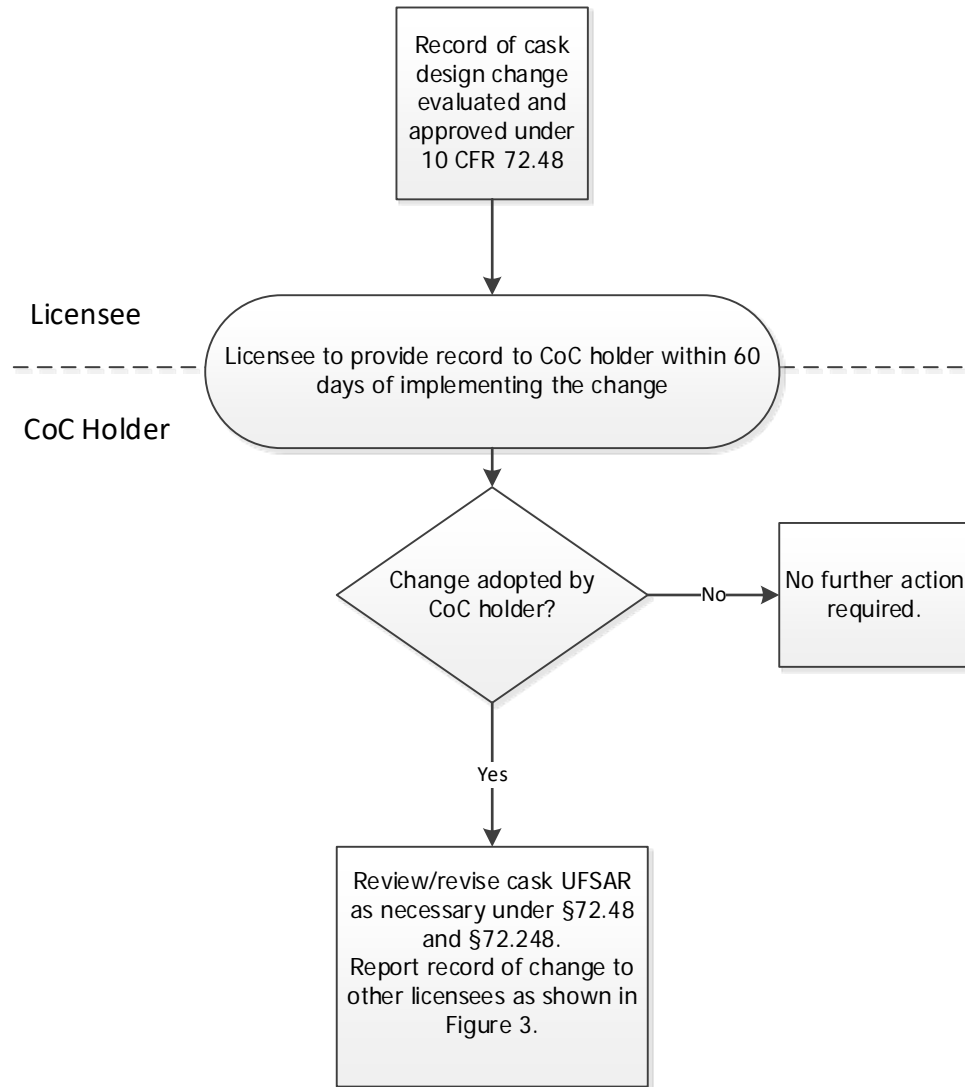 Record of cask
design change
evaluated and
approved under
10 CFR 72.48
Licensee
Licensee to provide record to CoC holder within 60
days of implementing the change
CoC Holder
Change adopted by
CoC holder?
No
No further action
required.
Yes
Review/revise cask UFSAR
as necessary under §72.48
and §72.248.
Report record of change to
other licensees as shown in
Figure 3.